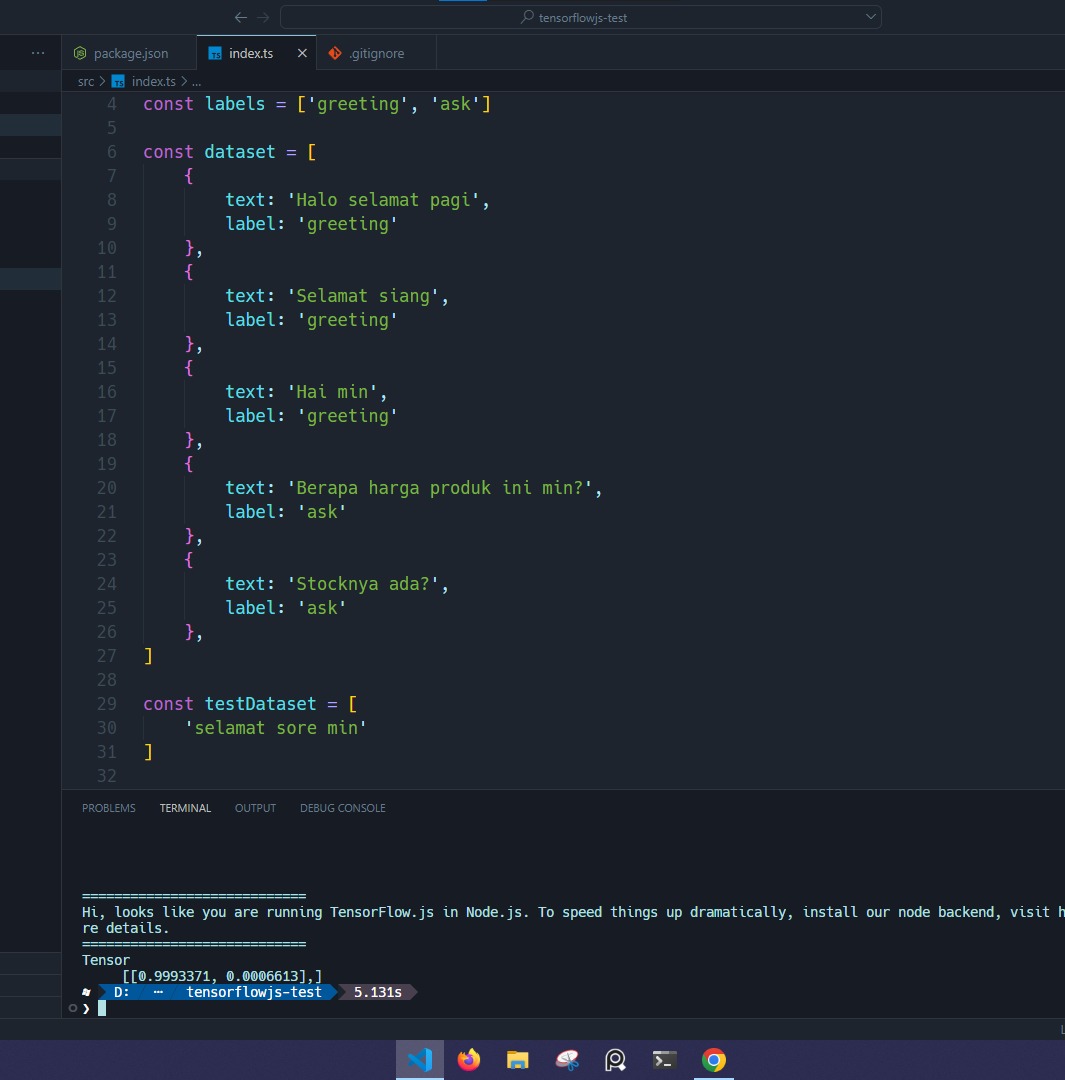 tensorflowjs-test
package.json
index.ts
.gitignore
src > index.ts > ...
4 const labels = ['greeting', 'ask']
5
6 const dataset = [
7 {
8 text: 'Halo selamat pagi',
9 label: 'greeting'
10 },
11 {
12 text: 'Selamat siang',
13 label: 'greeting'
14 },
15 {
16 text: 'Hai min',
17 label: 'greeting'
18 },
19 {
20 text: 'Berapa harga produk ini min?',
21 label: 'ask'
22 },
23 {
24 text: 'Stocknya ada?',
25 label: 'ask'
26 },
27 ]
28
29 const testDataset = [
30 'selamat sore min'
31 ]
32
PROBLEMS TERMINAL OUTPUT DEBUG CONSOLE
============================
Hi, looks like you are running TensorFlow.js in Node.js. To speed things up dramatically, install our node backend, visit h
re details.
============================
Tensor
[[0.9993371, 0.0006613],]
D: ··· tensorflowjs-test 5.131s
❯